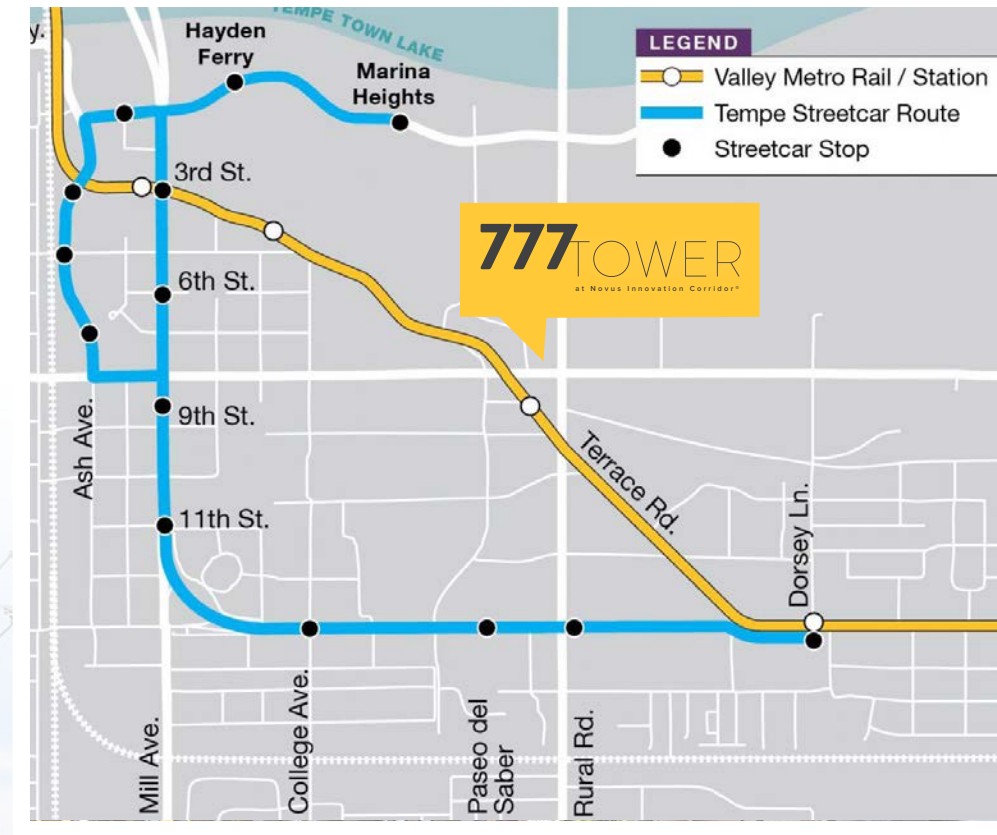 y.
TEMPE TOWN LAKE
Hayden
Ferry
Marina
Heights
LEGEND
Valley Metro Rail / Station
Tempe Streetcar Route
Streetcar Stop
3rd St.
777 TOWER
at Novus Innovation Corridor®
6th St.
9th St.
Ash Ave.
Terrace Rd.
11th St.
Dorsey Ln.
Mill Ave.
College Ave.
Paseo del
Saber
Rural Rd.